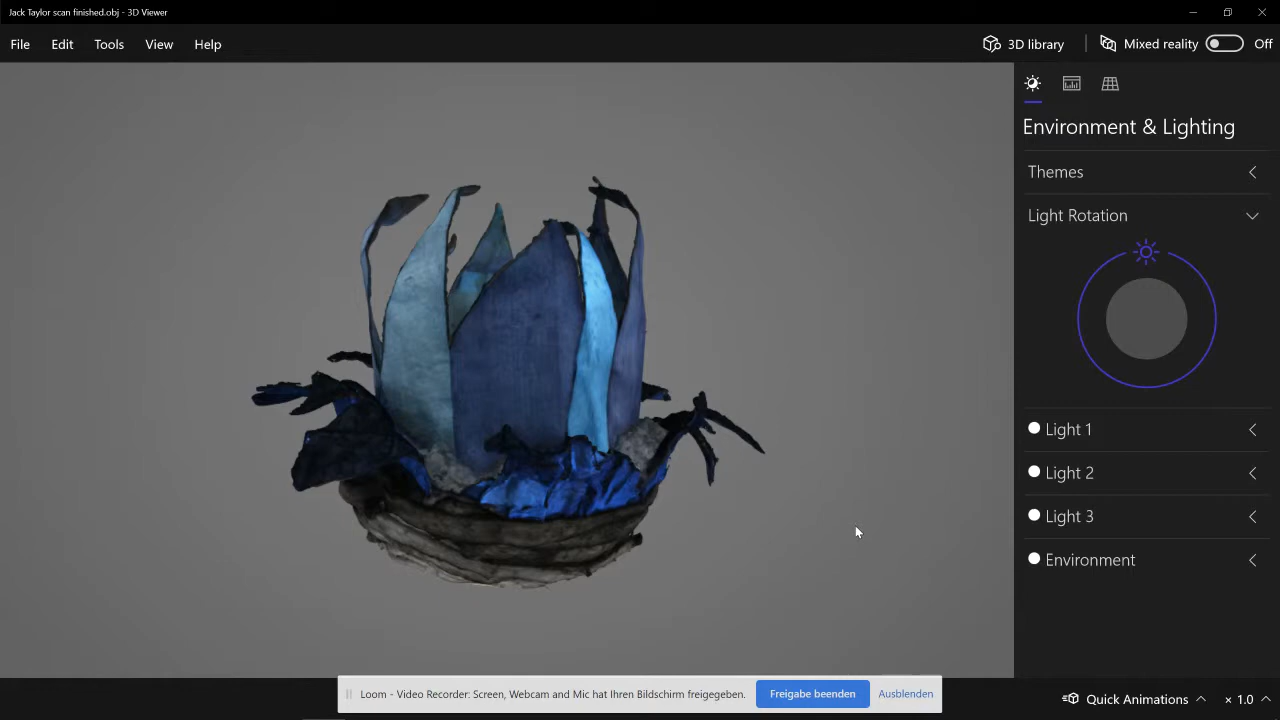 Jack Taylor scan finished.obj - 3D Viewer
File Edit Tools View Help
3D library
Mixed reality Off
Environment & Lighting
Themes
Light Rotation
Light 1
Light 2
Light 3
Environment
Loom - Video Recorder: Screen, Webcam and Mic hat Ihren Bildschirm freigegeben. Freigabe beenden Ausblenden
Quick Animations × 1.0